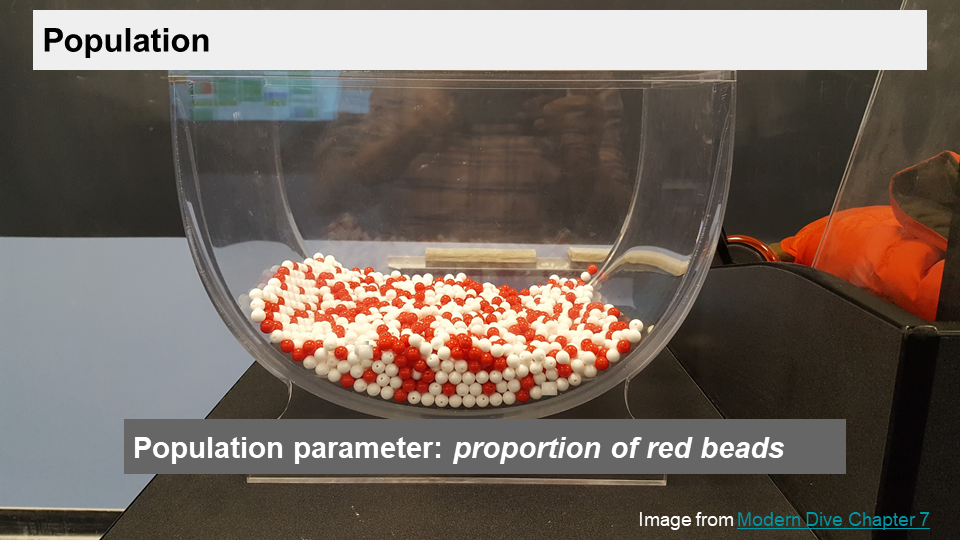 Population
Population parameter: proportion of red beads
Image from Modern Dive Chapter 7